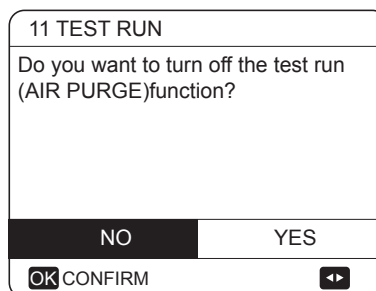 11 TEST RUN
Do you want to turn off the test run
(AIR PURGE)function?
NO YES
OK CONFIRM